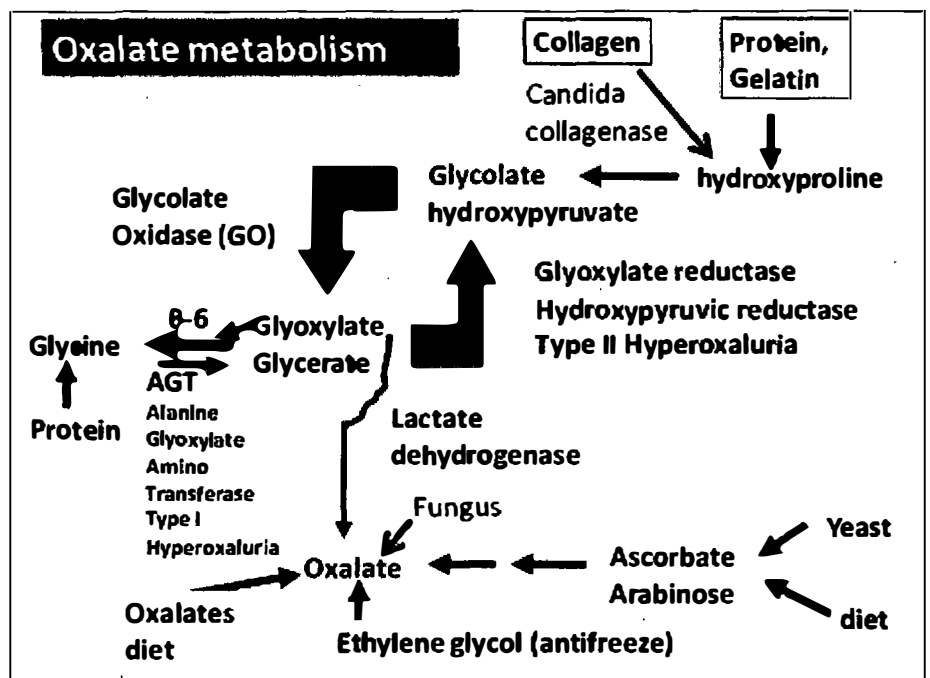 Oxalate metabolism
Collagen
Protein,
Gelatin
Candida
collagenase
Glycolate
hydroxypyruvate
hydroxyproline
Glycolate
Oxidase (GO)
Glyoxylate reductase
Hydroxypyruvic reductase
Type II Hyperoxaluria
θ-6
Glyoxylate
Glycerate
Glycine
AGT
Alanine
Glyoxylate
Amino
Transferase
Type I
Hyperoxaluria
Protein
Lactate
dehydrogenase
Fungus
Oxalate
Ascorbate
Arabinose
Yeast
diet
Oxalates
diet
Ethylene glycol (antifreeze)